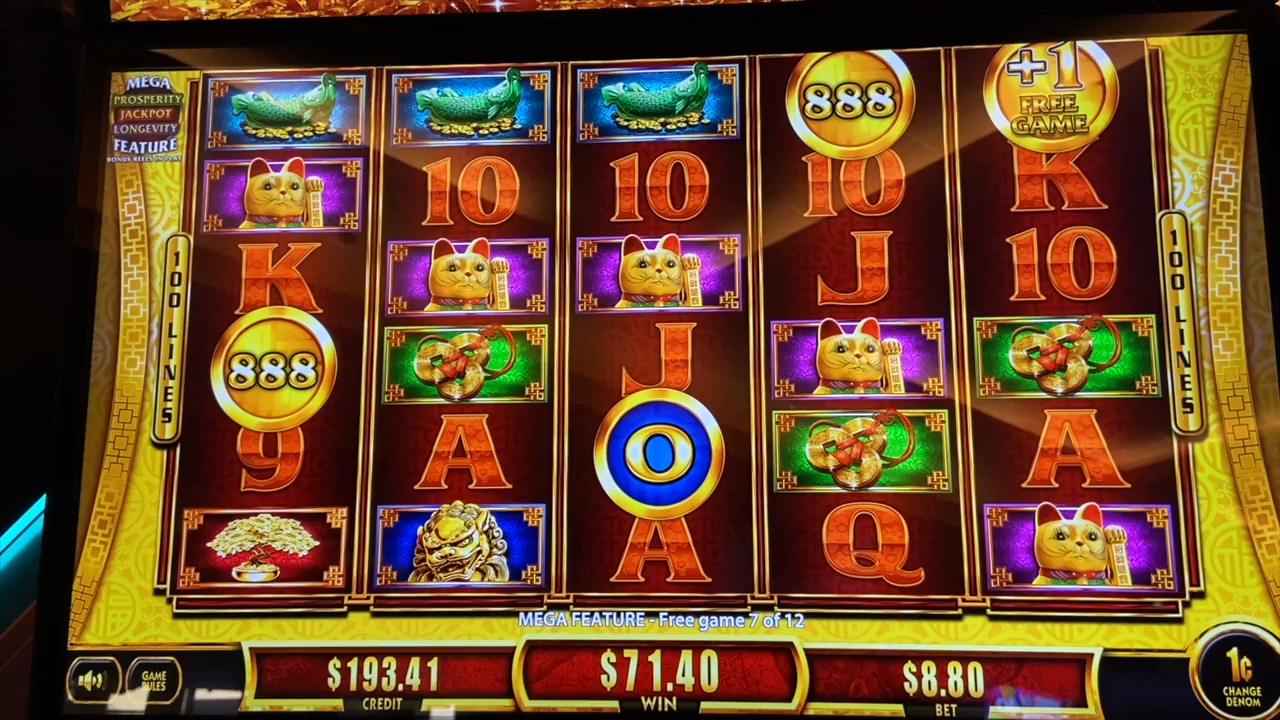 MEGA
PROSPERITY
JACKPOT
LONGEVITY
FEATURE
BONUS REELS IN PLAY
888
+1
FREE
GAME
10
10
10
K
K
J
10
100 LINES
100 LINES
888
J
9
A
O
A
A
Q
MEGA FEATURE - Free game 7 of 12
GAME
RULES
$193.41
CREDIT
$71.40
WIN
$8.80
BET
1¢
CHANGE
DENOM